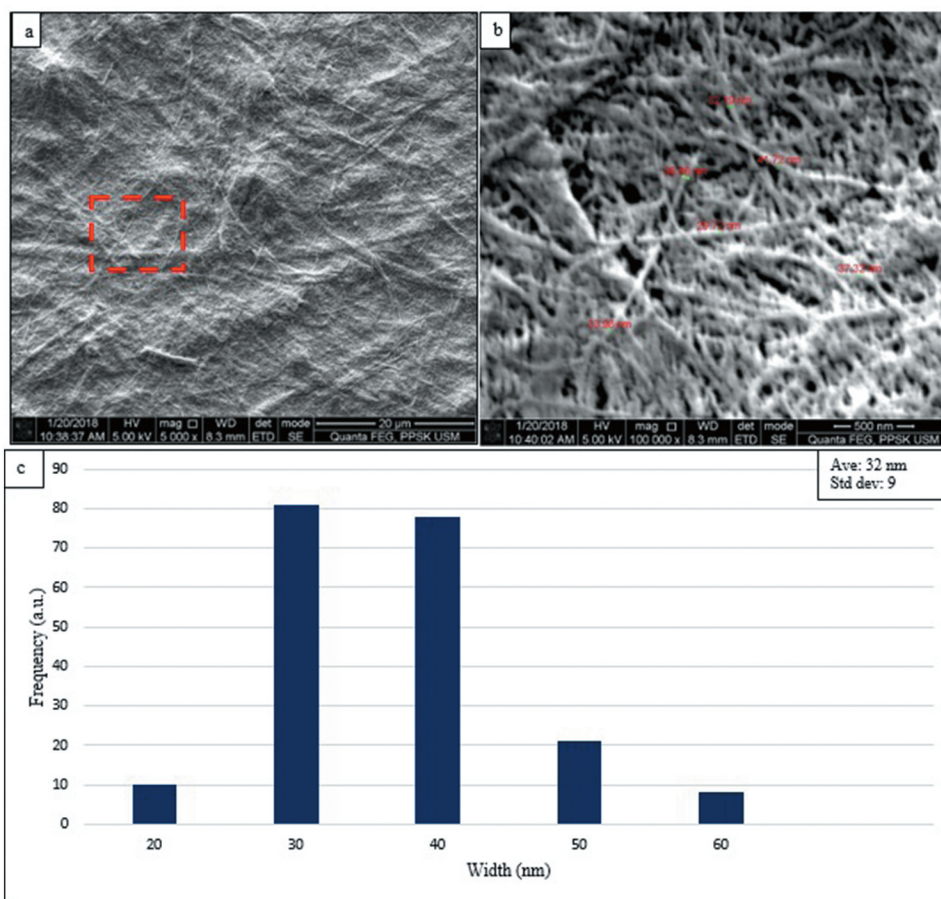 a
1/20/2018 HV mag □ WD det mode 20 µm
10:38:37 AM 5.00 kV 5 000 x 8.3 mm ETD SE Quanta FEG, PPSK USM
b
37.32 nm
1/20/2018 HV mag □ WD det mode 500 nm
10:40:02 AM 5.00 kV 100 000 x 8.3 mm ETD SE Quanta FEG, PPSK USM
c
Ave: 32 nm
Std dev: 9
Frequency (a.u.)
90
80
70
60
50
40
30
20
10
0
20 30 40 50 60
Width (nm)